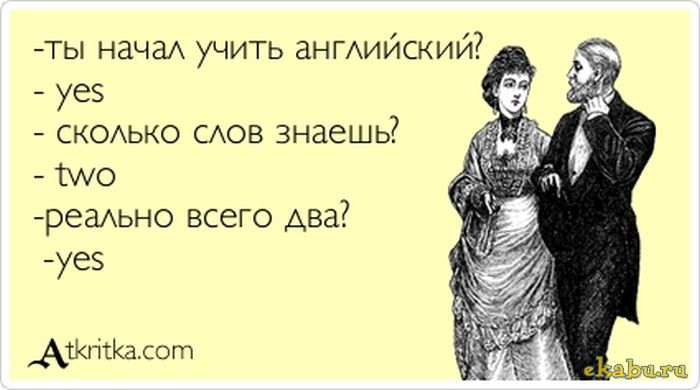 -ты начал учить английский?
- yes
- сколько слов знаешь?
- two
-реально всего два?
-yes
Atkritka.com
ekabu.ru